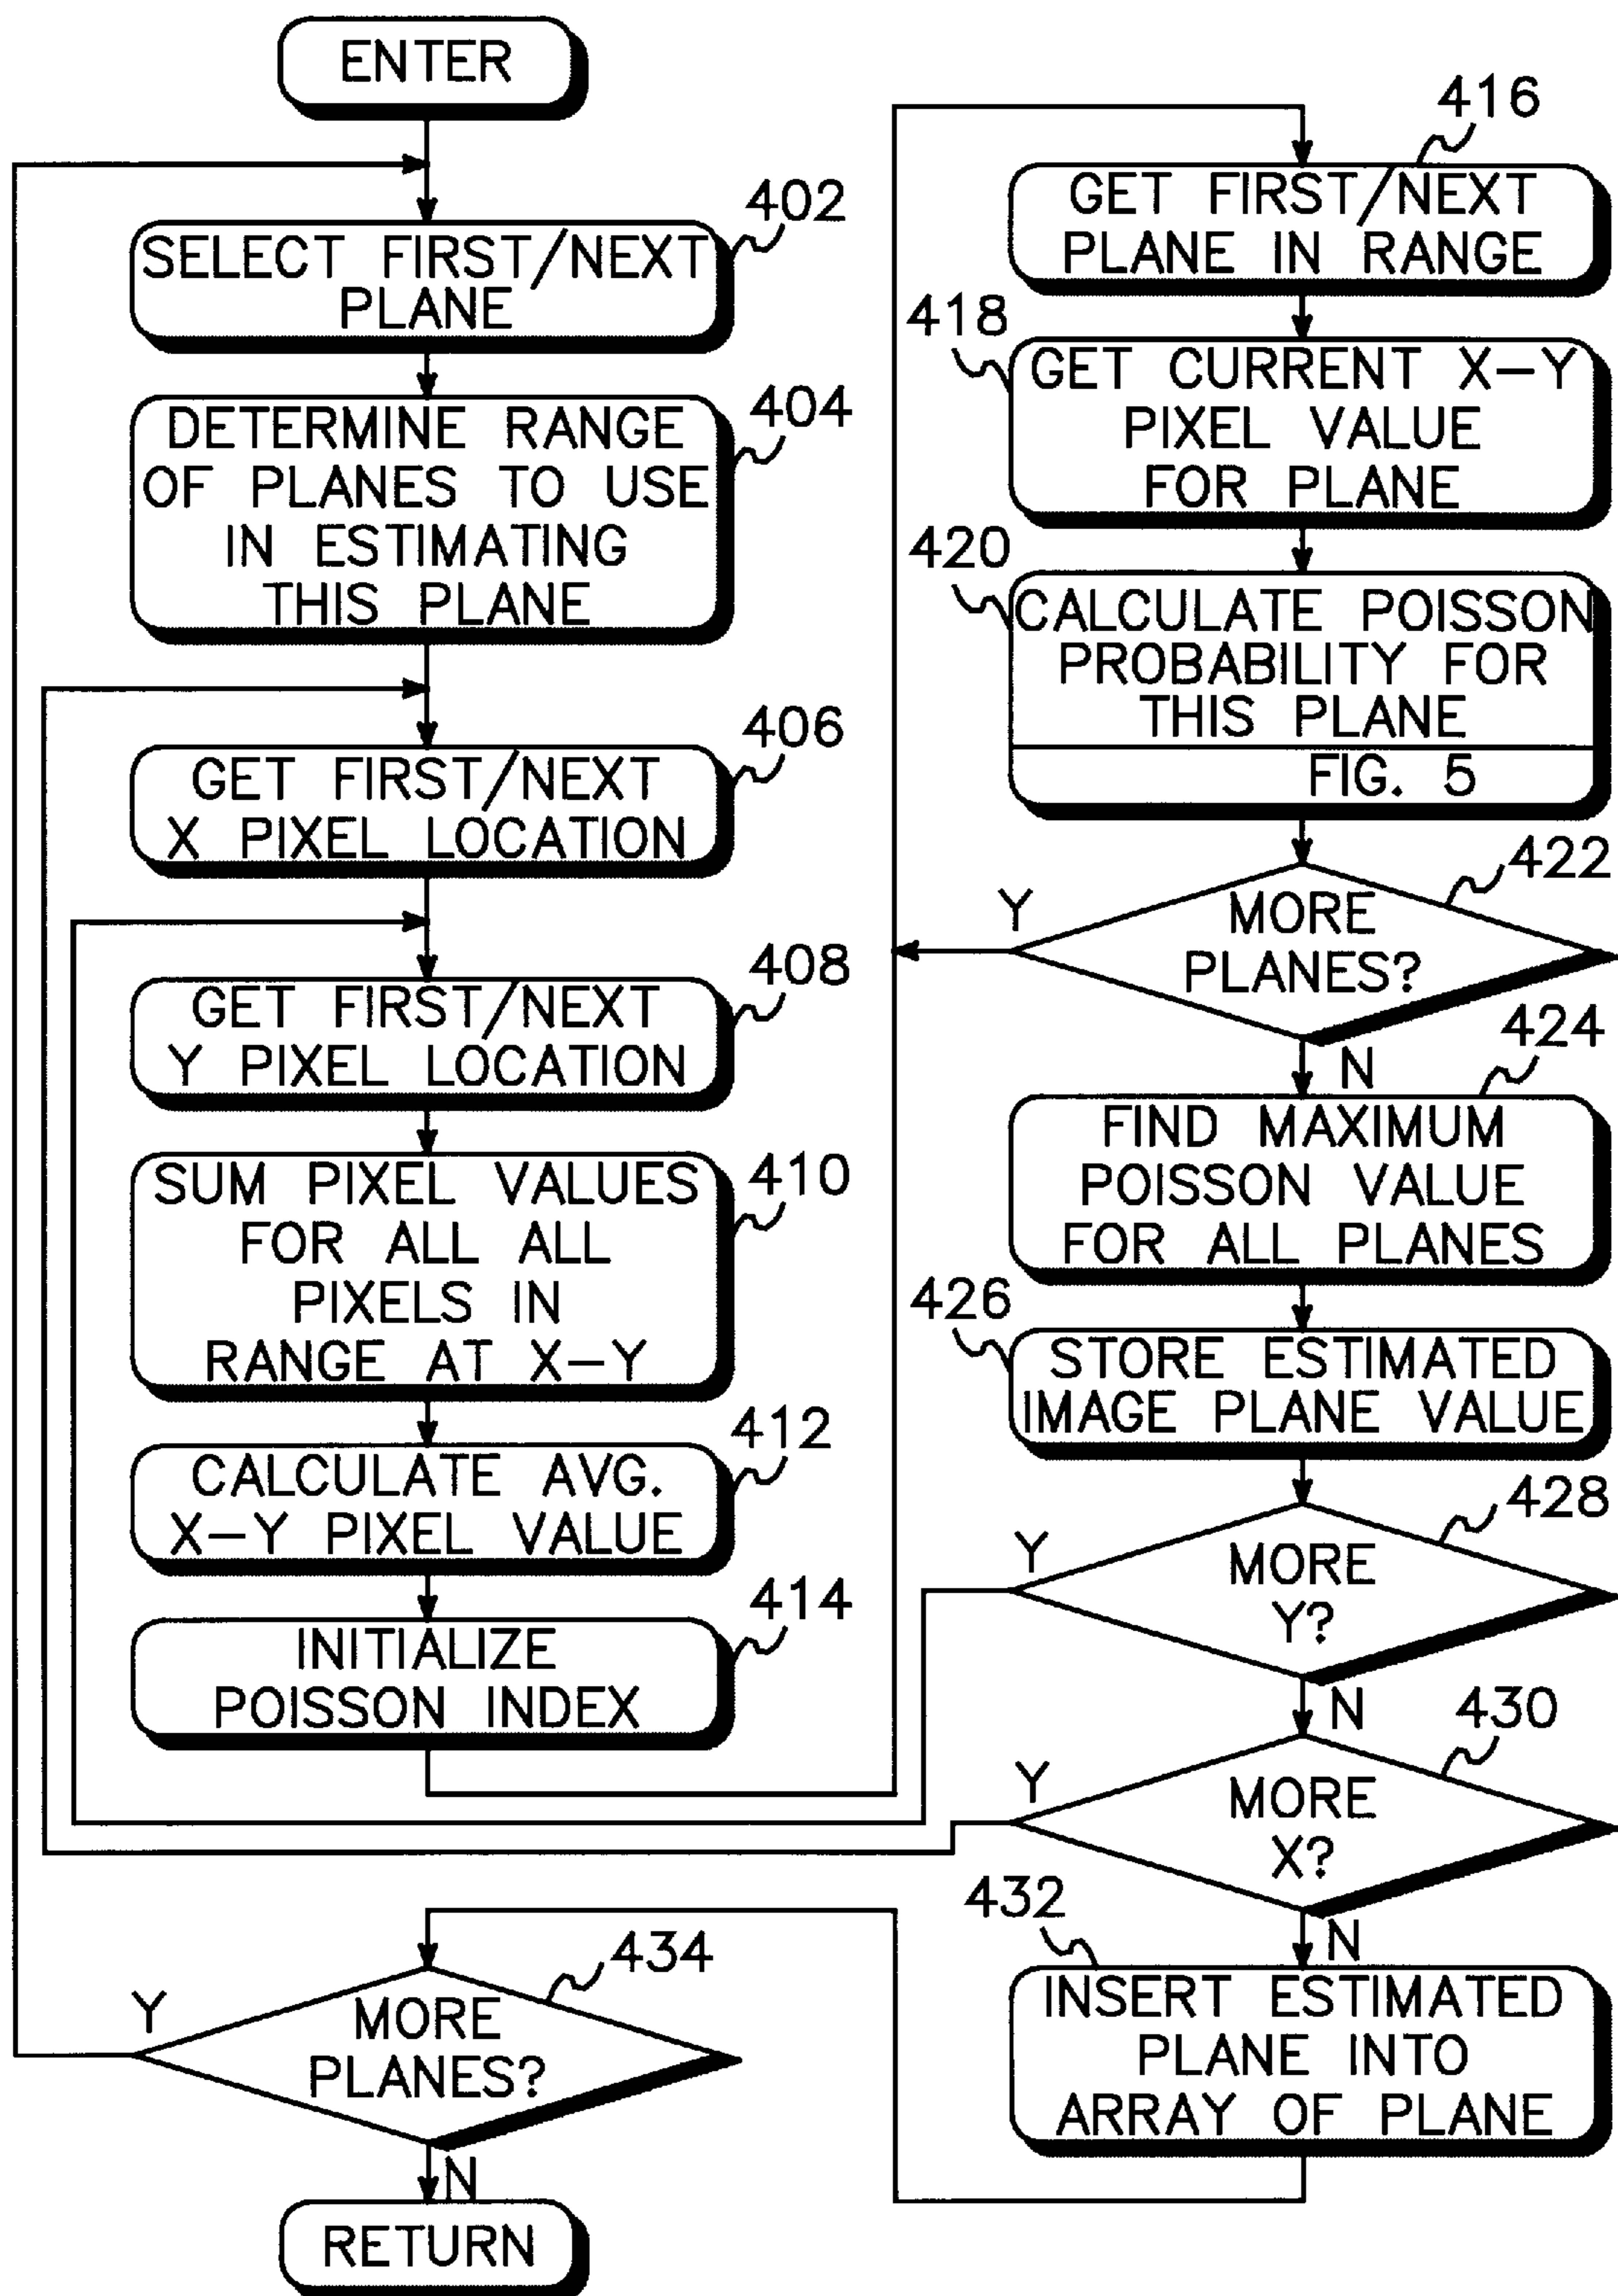 ENTER
402
SELECT FIRST/NEXT
PLANE
404
DETERMINE RANGE
OF PLANES TO USE
IN ESTIMATING
THIS PLANE
406
GET FIRST/NEXT
X PIXEL LOCATION
408
GET FIRST/NEXT
Y PIXEL LOCATION
410
SUM PIXEL VALUES
FOR ALL ALL
PIXELS IN
RANGE AT X-Y
412
CALCULATE AVG.
X-Y PIXEL VALUE
414
INITIALIZE
POISSON INDEX
416
GET FIRST/NEXT
PLANE IN RANGE
418
GET CURRENT X-Y
PIXEL VALUE
FOR PLANE
420
CALCULATE POISSON
PROBABILITY FOR
THIS PLANE
FIG. 5
422
Y
MORE
PLANES?
N
424
FIND MAXIMUM
POISSON VALUE
FOR ALL PLANES
426
STORE ESTIMATED
IMAGE PLANE VALUE
428
Y
MORE
Y?
N
430
Y
MORE
X?
N
432
INSERT ESTIMATED
PLANE INTO
ARRAY OF PLANE
434
Y
MORE
PLANES?
N
RETURN